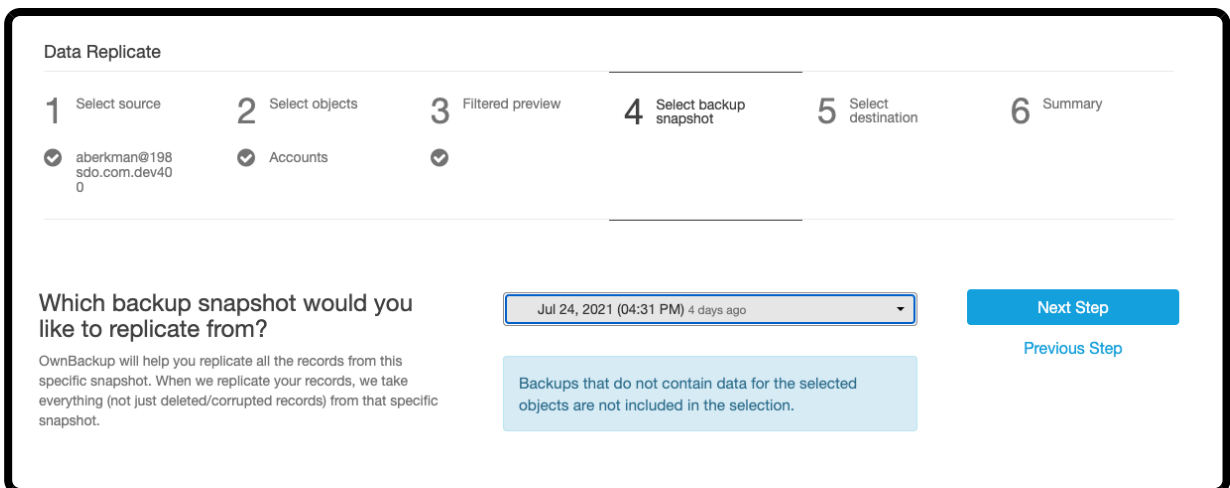 Data Replicate
1 Select source
2 Select objects
3 Filtered preview
4 Select backup
snapshot
5 Select
destination
6 Summary
aberkman@198
sdo.com.dev40
0
Accounts
Which backup snapshot would you
like to replicate from?
OwnBackup will help you replicate all the records from this
specific snapshot. When we replicate your records, we take
everything (not just deleted/corrupted records) from that specific
snapshot.
Jul 24, 2021 (04:31 PM) 4 days ago
Backups that do not contain data for the selected
objects are not included in the selection.
Next Step
Previous Step